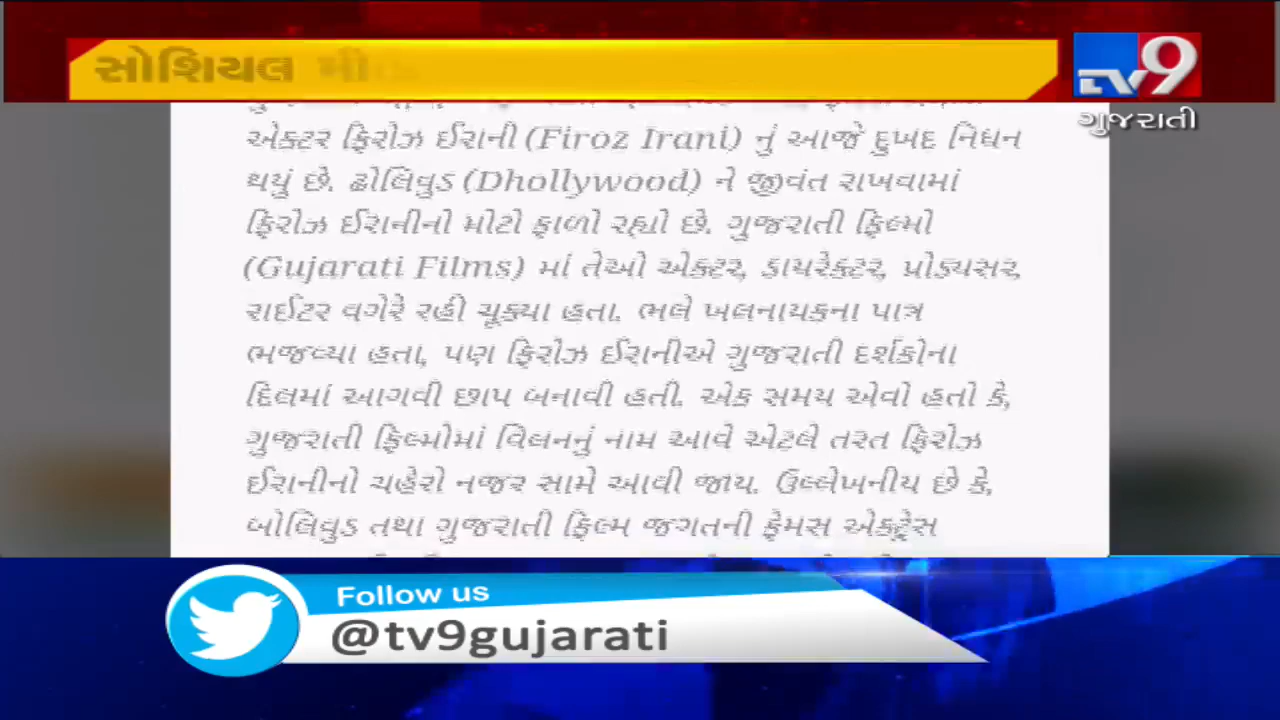 સોશિયલ
TV9
ગુજરાતી
એક્ટર ફિરોઝ ઈરાની (Firoz Irani) નું આજે દુખદ નિધન
થયું છે. ઢોલિવુડ (Dhollywood) ને જીવંત રાખવામાં
ફિરોઝ ઈરાનીનો મોટો ફાળો રહ્યો છે. ગુજરાતી ફિલ્મો
(Gujarati Films) માં તેઓ એક્ટર, ડાયરેક્ટર, પ્રોડ્યસર,
રાઈટર વગેરે રહી ચૂક્યા હતા. ભલે ખલનાયકના પાત્ર
ભજવ્યા હતા, પણ ફિરોઝ ઈરાનીએ ગુજરાતી દર્શકોના
દિલમાં આગવી છાપ બનાવી હતી. એક સમય એવો હતો કે,
ગુજરાતી ફિલ્મોમાં વિલનનું નામ આવે એટલે તરત ફિરોઝ
ઈરાનીનો ચહેરો નજર સામે આવી જાય. ઉલ્લેખનીય છે કે,
બોલિવુડ તથા ગુજરાતી ફિલ્મ જગતની ફેમસ એક્ટ્રેસ
Follow us
@tv9gujarati